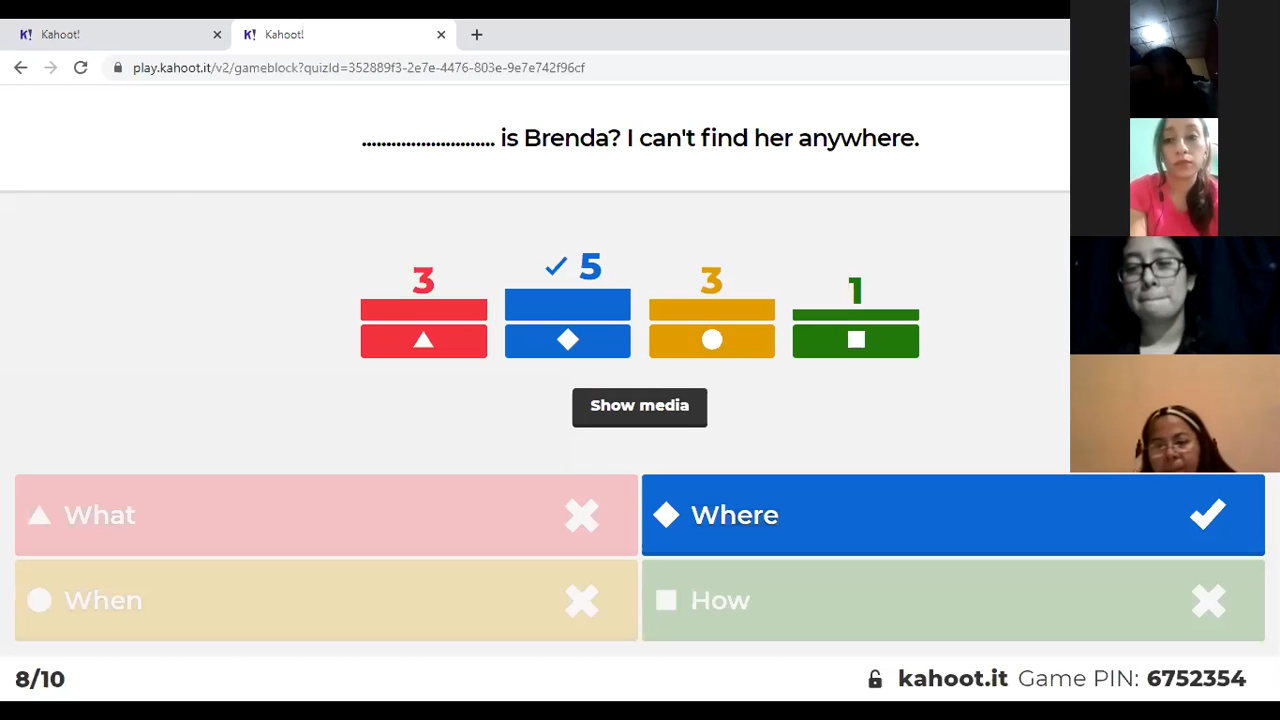 K! Kahoot!
K! Kahoot!
play.kahoot.it/v2/gameblock?quizId=352889f3-2e7e-4476-803e-9e7e742f96cf
........................... is Brenda? I can't find her anywhere.
3
5
3
1
Show media
What
Where
When
How
8/10
kahoot.it Game PIN: 6752354